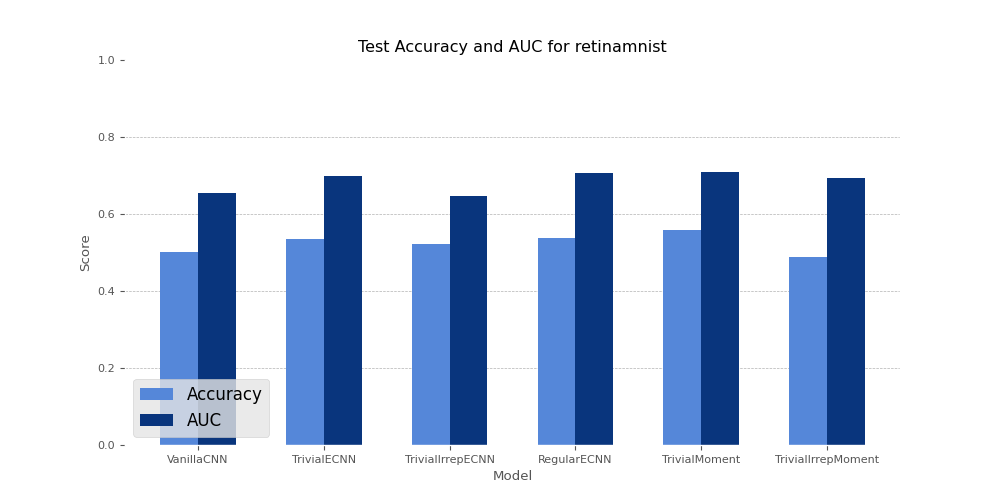 Test Accuracy and AUC for retinamnist
1.0
0.8
0.6
0.4
0.2
0.0
Score
Accuracy
AUC
VanillaCNN TrivialECNN TrivialIrrepECNN RegularECNN TrivialMoment TrivialIrrepMoment
Model